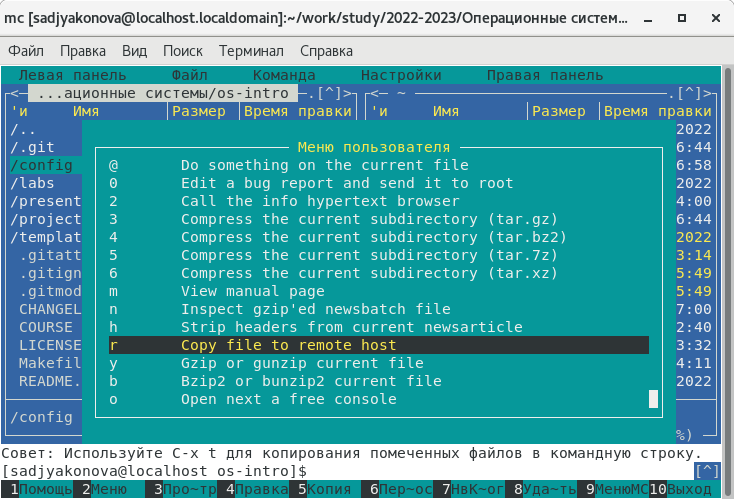 mc [sadjyakonova@localhost.localdomain]:~/work/study/2022-2023/Операционные систем...
Файл Правка Вид Поиск Терминал Справка
Левая панель Файл Команда Настройки Правая панель
<— ...ационные системы/os-intro —.[^]> <— ~ —.[^]>
'и Имя Размер Время правки 'и Имя Размер Время правки
/.. 2022
/.git Меню пользователя 6:44
/config @ Do something on the current file 6:58
/labs 0 Edit a bug report and send it to root 2022
/present 2 Call the info hypertext browser 4:00
/project 3 Compress the current subdirectory (tar.gz) 6:44
/templat 4 Compress the current subdirectory (tar.bz2) 2022
.gitatt 5 Compress the current subdirectory (tar.7z) 3:14
.gitign 6 Compress the current subdirectory (tar.xz) 5:49
.gitmod m View manual page 5:49
CHANGEL n Inspect gzip'ed newsbatch file 7:00
COURSE h Strip headers from current newsarticle 2:40
LICENSE r Copy file to remote host 3:32
Makefil y Gzip or gunzip current file 4:11
README. b Bzip2 or bunzip2 current file 2022
o Open next a free console
/config
%)
Совет: Используйте C-x t для копирования помеченных файлов в командную строку.
[sadjyakonova@localhost os-intro]$ [^]
1Помощь 2Меню 3Про~тр 4Правка 5Копия 6Пер~ос 7НвК~ог 8Уда~ть 9МенюМС 10Выход